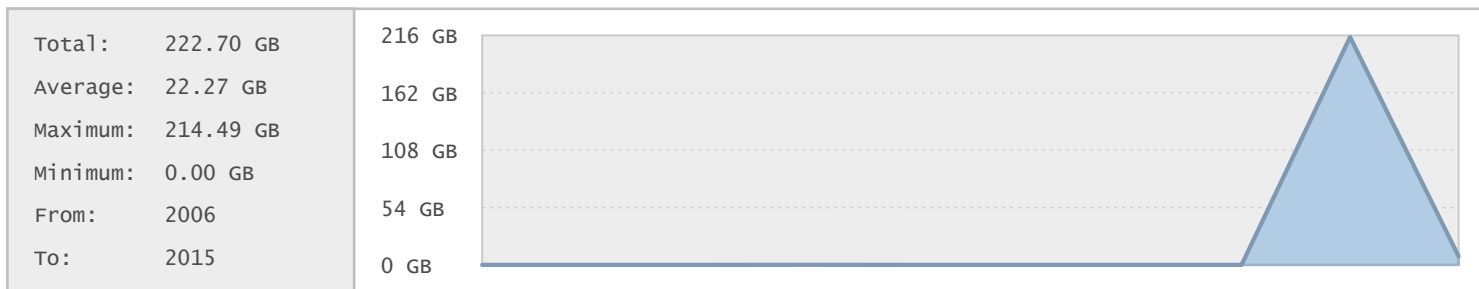 Total: 222.70 GB
Average: 22.27 GB
Maximum: 214.49 GB
Minimum: 0.00 GB
From: 2006
To: 2015
216 GB
162 GB
108 GB
54 GB
0 GB